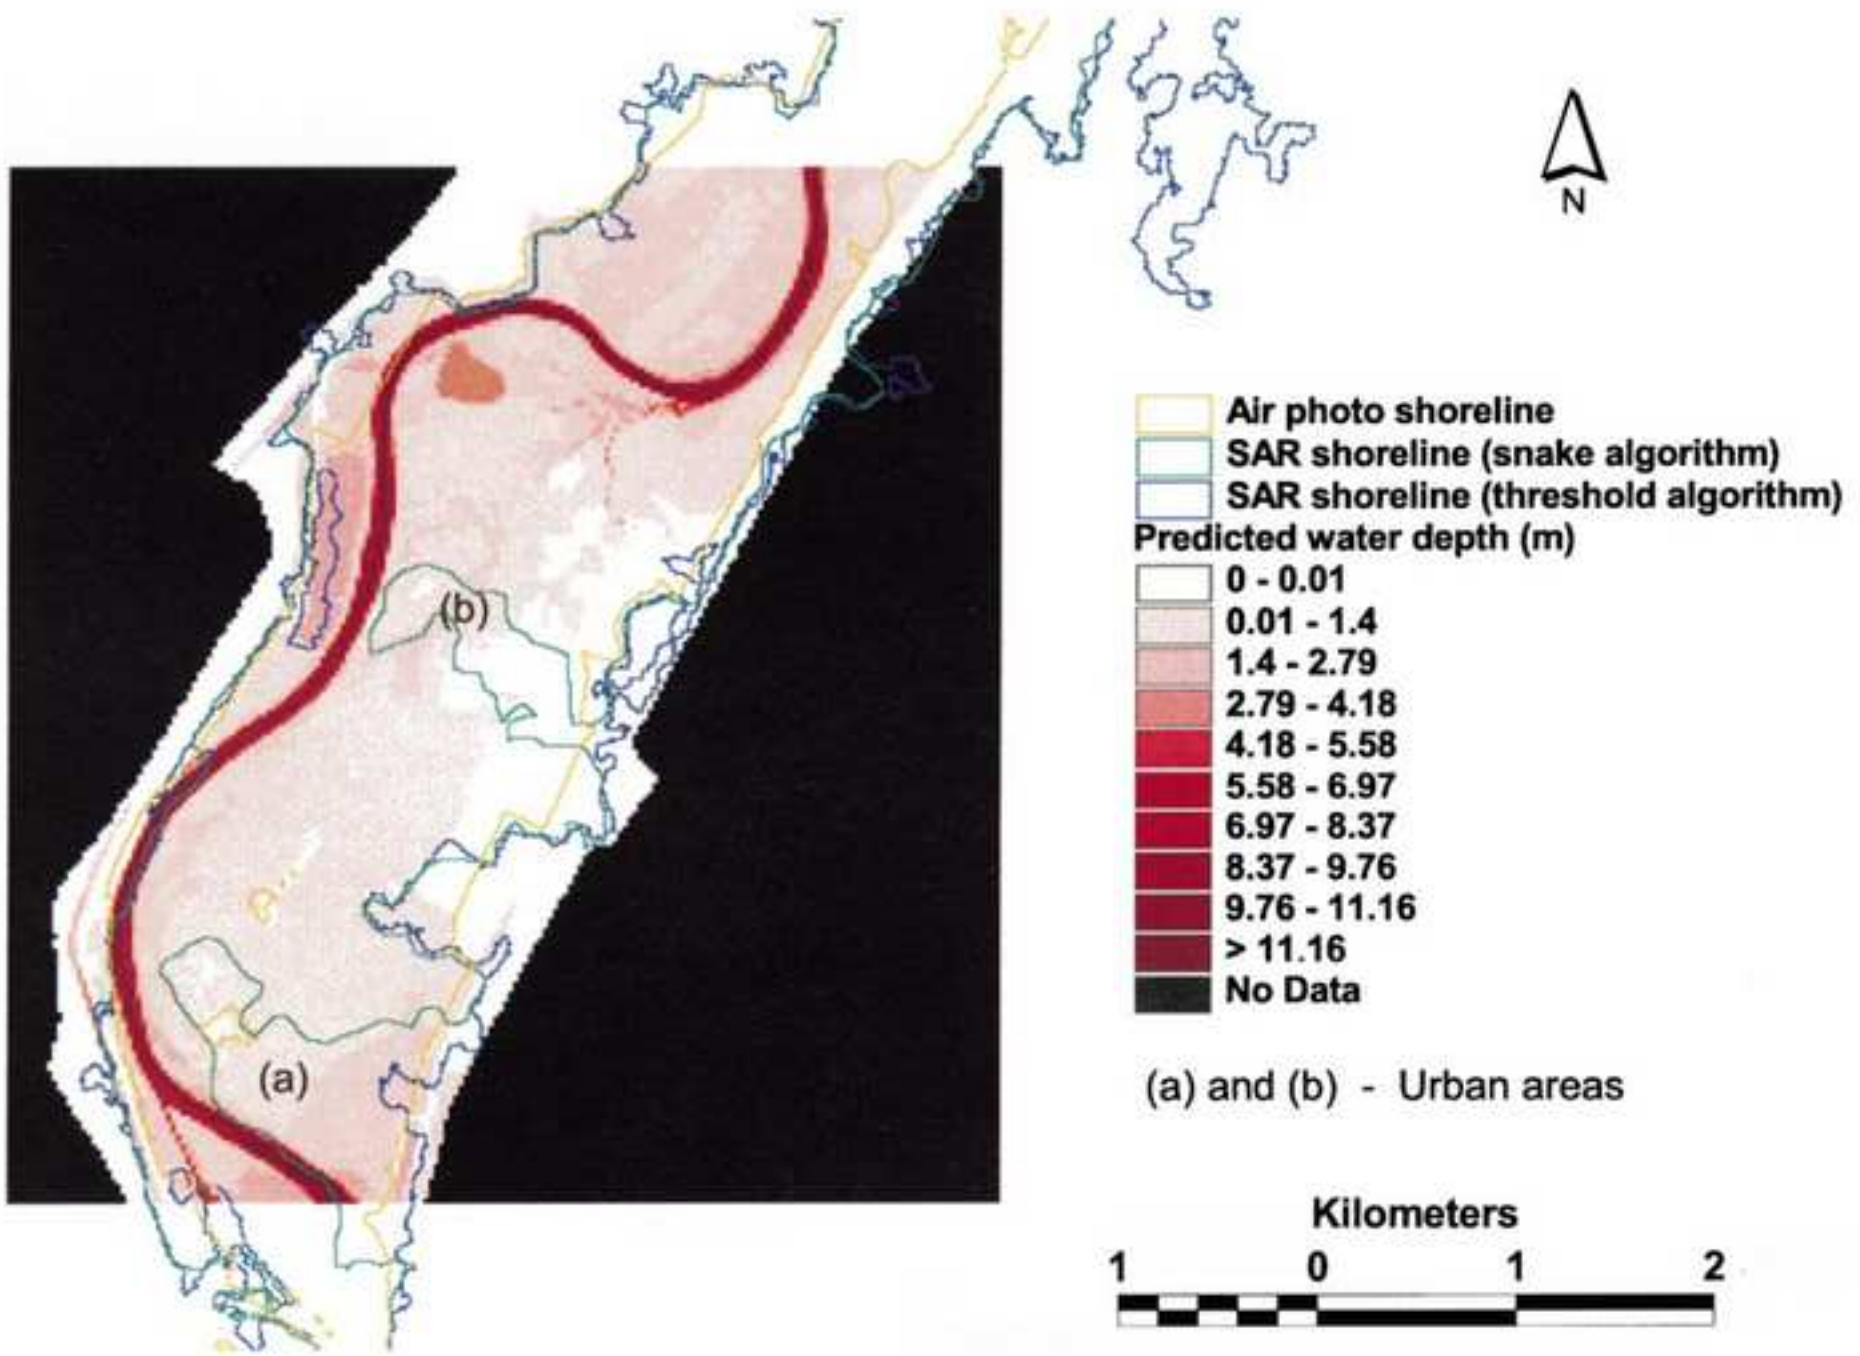 N
(b)
(a)
Air photo shoreline
SAR shoreline (snake algorithm)
SAR shoreline (threshold algorithm)
Predicted water depth (m)
0 - 0.01
0.01 - 1.4
1.4 - 2.79
2.79 - 4.18
4.18 - 5.58
5.58 - 6.97
6.97 - 8.37
8.37 - 9.76
9.76 - 11.16
> 11.16
No Data
(a) and (b) - Urban areas
Kilometers
1 0 1 2